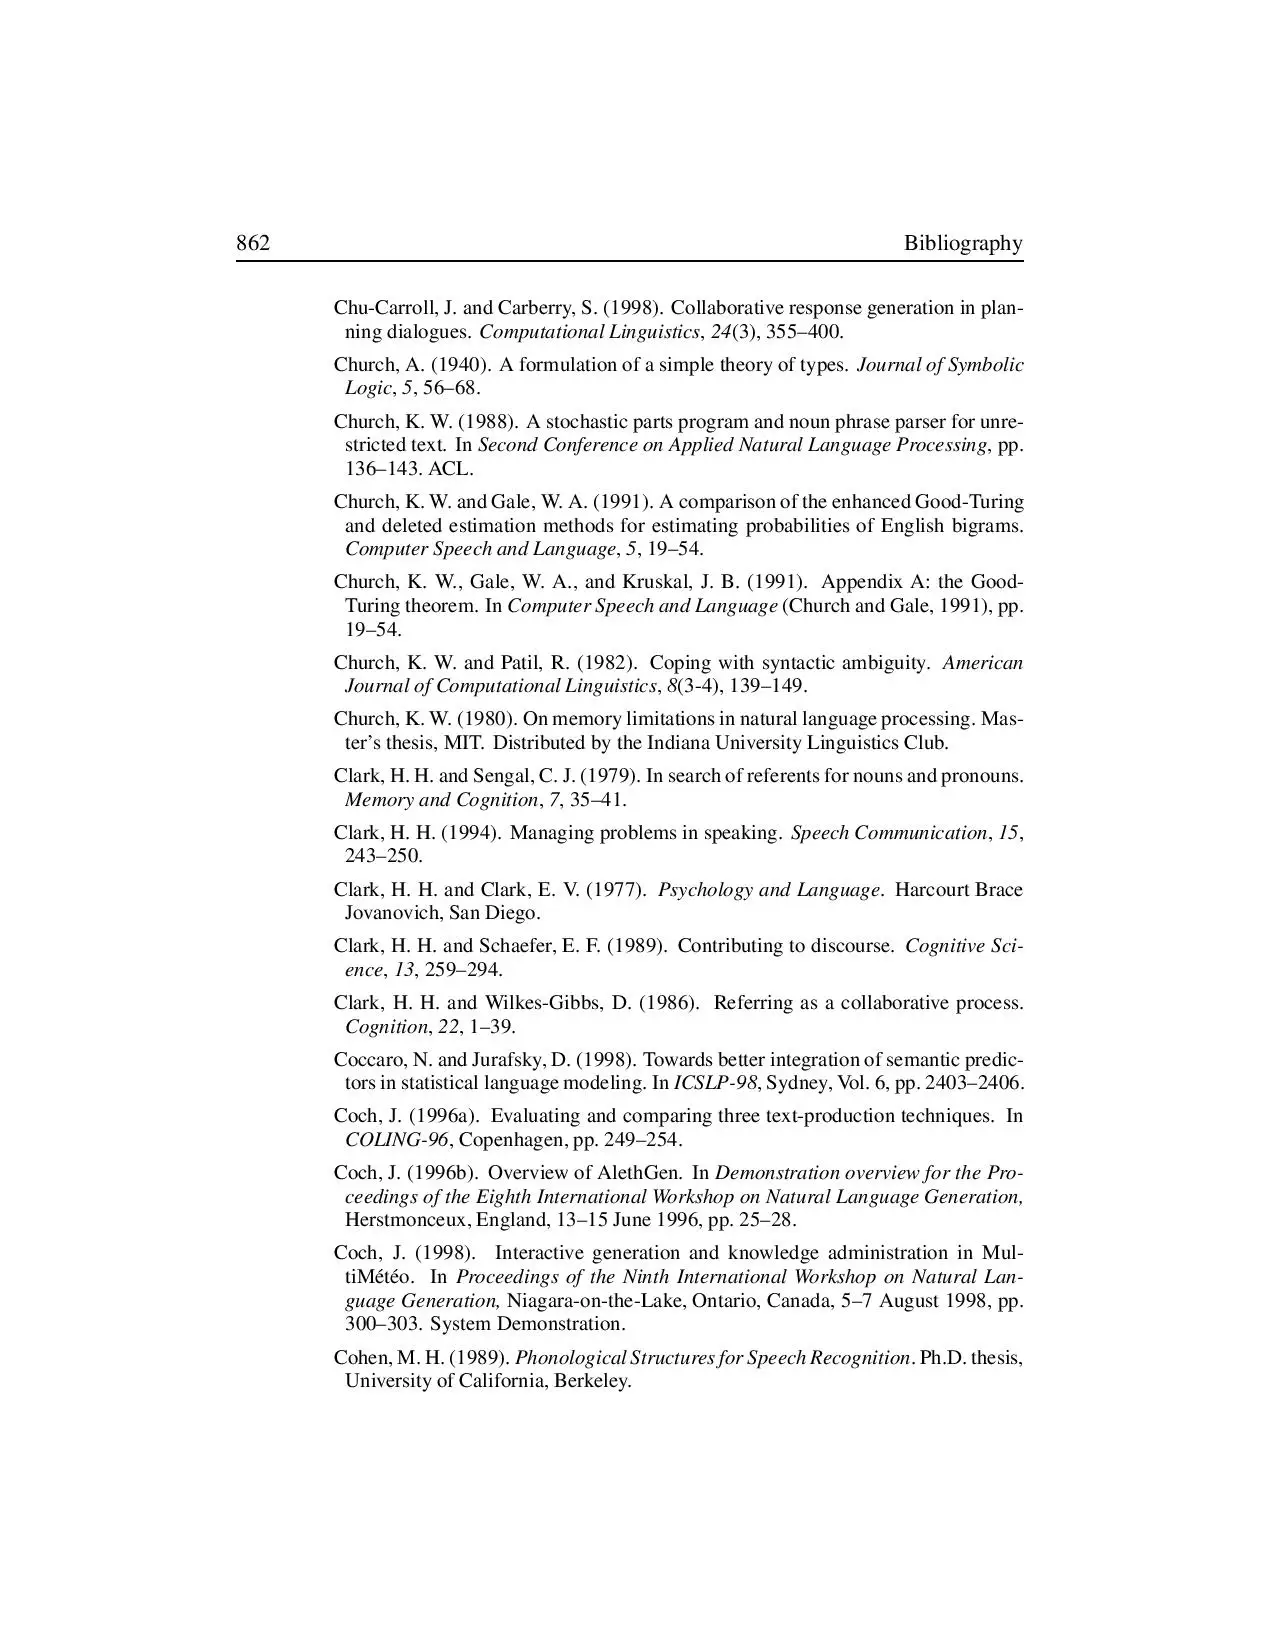 862 Bibliography
Chu-Carroll, J. and Carberry, S. (1998). Collaborative response generation in plan-
ning dialogues. Computational Linguistics, 24(3), 355–400.
Church, A. (1940). A formulation of a simple theory of types. Journal of Symbolic
Logic, 5, 56–68.
Church, K. W. (1988). A stochastic parts program and noun phrase parser for unre-
stricted text. In Second Conference on Applied Natural Language Processing, pp.
136–143. ACL.
Church, K. W. and Gale, W. A. (1991). A comparison of the enhanced Good-Turing
and deleted estimation methods for estimating probabilities of English bigrams.
Computer Speech and Language, 5, 19–54.
Church, K. W., Gale, W. A., and Kruskal, J. B. (1991). Appendix A: the Good-
Turing theorem. In Computer Speech and Language (Church and Gale, 1991), pp.
19–54.
Church, K. W. and Patil, R. (1982). Coping with syntactic ambiguity. American
Journal of Computational Linguistics, 8(3-4), 139–149.
Church, K. W. (1980). On memory limitations in natural language processing. Mas-
ter's thesis, MIT. Distributed by the Indiana University Linguistics Club.
Clark, H. H. and Sengal, C. J. (1979). In search of referents for nouns and pronouns.
Memory and Cognition, 7, 35–41.
Clark, H. H. (1994). Managing problems in speaking. Speech Communication, 15,
243–250.
Clark, H. H. and Clark, E. V. (1977). Psychology and Language. Harcourt Brace
Jovanovich, San Diego.
Clark, H. H. and Schaefer, E. F. (1989). Contributing to discourse. Cognitive Sci-
ence, 13, 259–294.
Clark, H. H. and Wilkes-Gibbs, D. (1986). Referring as a collaborative process.
Cognition, 22, 1–39.
Coccaro, N. and Jurafsky, D. (1998). Towards better integration of semantic predic-
tors in statistical language modeling. In ICSLP-98, Sydney, Vol. 6, pp. 2403–2406.
Coch, J. (1996a). Evaluating and comparing three text-production techniques. In
COLING-96, Copenhagen, pp. 249–254.
Coch, J. (1996b). Overview of AlethGen. In Demonstration overview for the Pro-
ceedings of the Eighth International Workshop on Natural Language Generation,
Herstmonceux, England, 13–15 June 1996, pp. 25–28.
Coch, J. (1998). Interactive generation and knowledge administration in Mul-
tiMétéo. In Proceedings of the Ninth International Workshop on Natural Lan-
guage Generation, Niagara-on-the-Lake, Ontario, Canada, 5–7 August 1998, pp.
300–303. System Demonstration.
Cohen, M. H. (1989). Phonological Structures for Speech Recognition. Ph.D. thesis,
University of California, Berkeley.